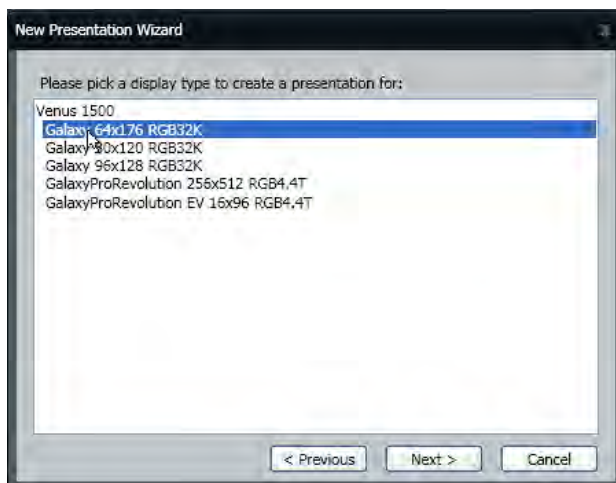 New Presentation Wizard
Please pick a display type to create a presentation for:
Venus 1500
Galaxy 64x176 RGB32K
Galaxy 80x120 RGB32K
Galaxy 96x128 RGB32K
GalaxyProRevolution 256x512 RGB4.4T
GalaxyProRevolution EV 16x96 RGB4.4T
< Previous
Next >
Cancel